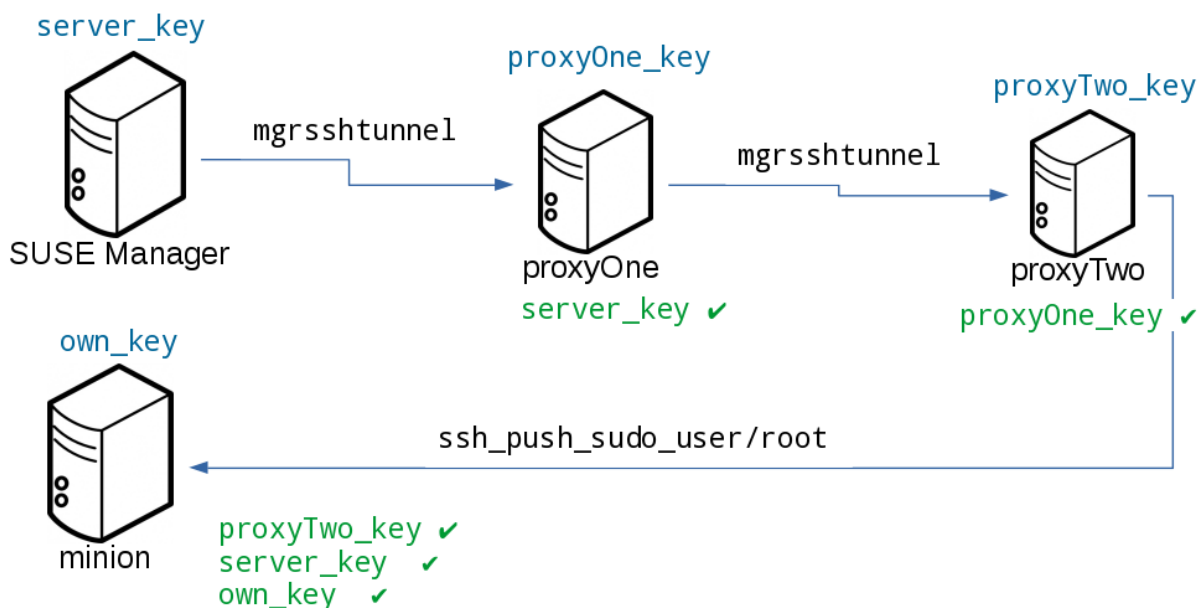 server_key
proxyOne_key
proxyTwo_key
mgrsshtunnel
mgrsshtunnel
SUSE Manager
proxyOne
proxyTwo
server_key ✔
proxyOne_key ✔
own_key
ssh_push_sudo_user/root
minion
proxyTwo_key ✔
server_key ✔
own_key ✔